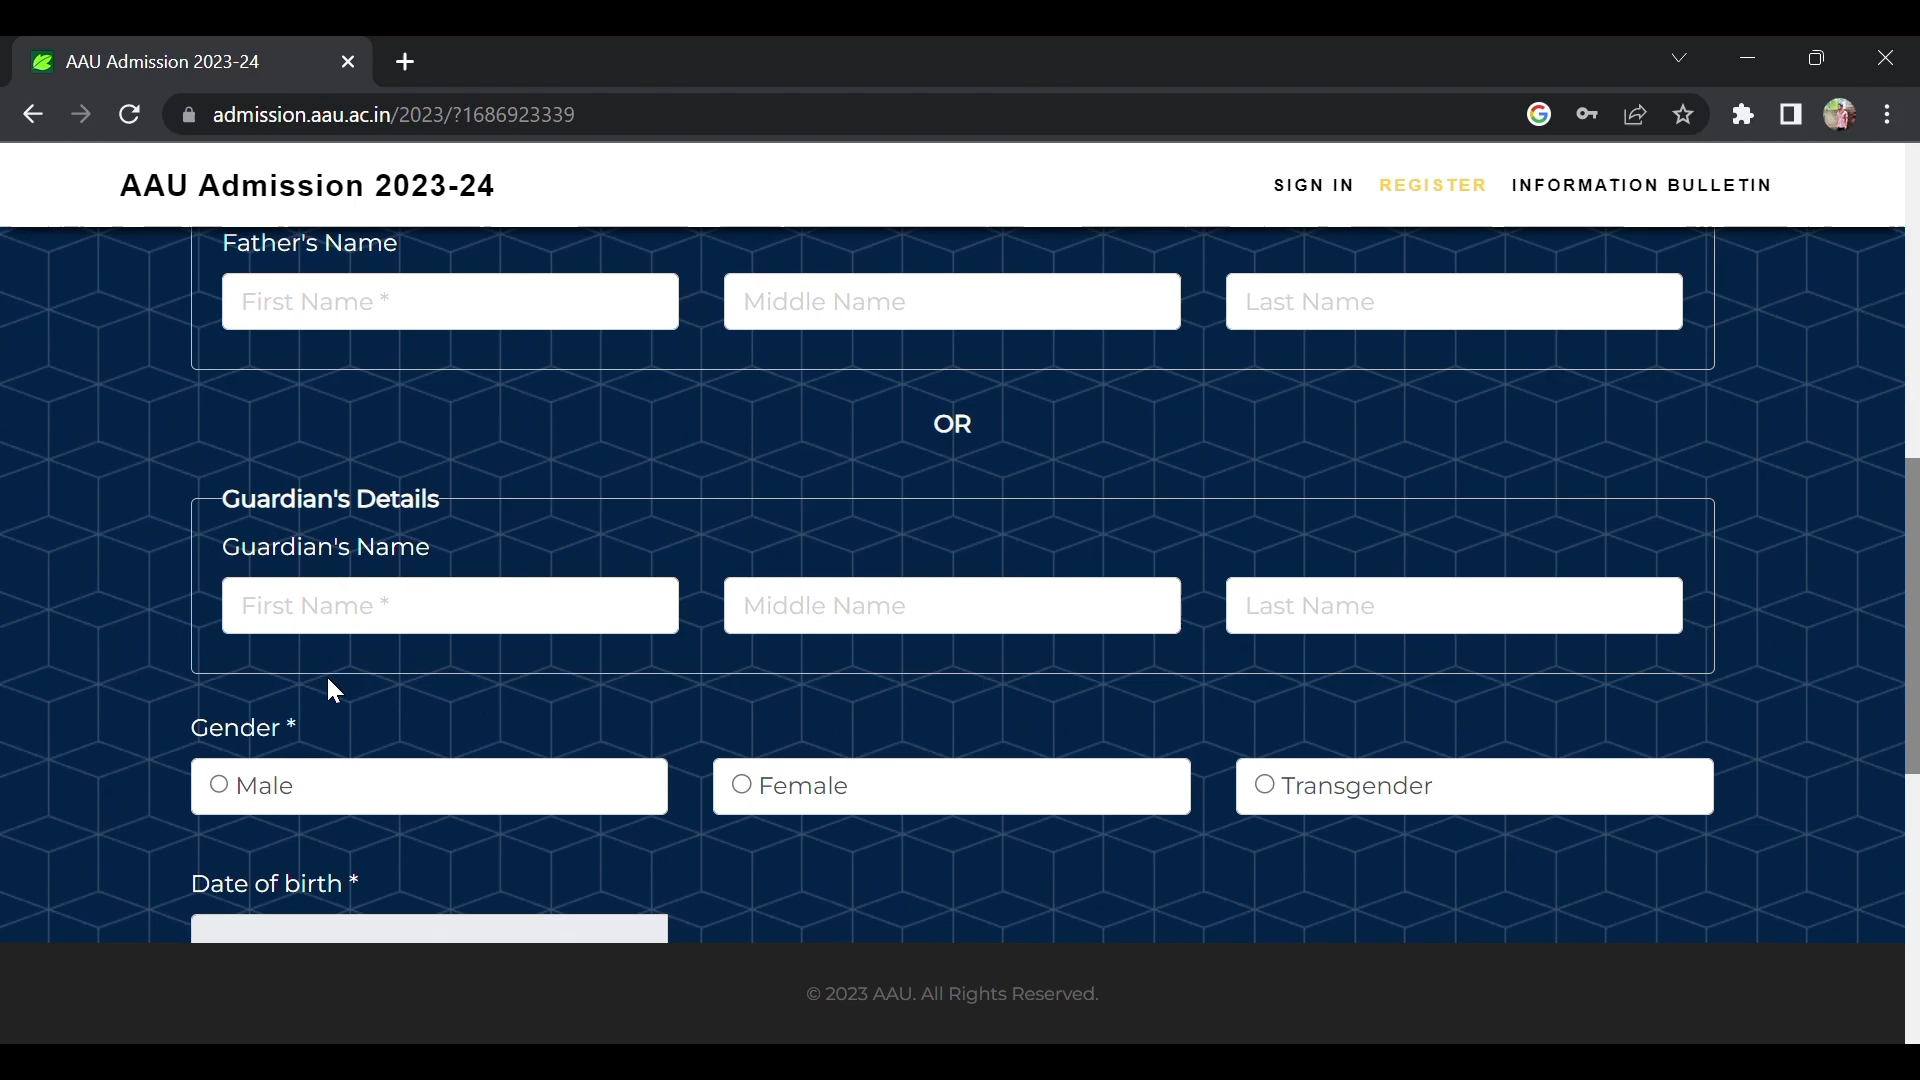 AAU Admission 2023-24
admission.aau.ac.in/2023/?1686923339
AAU Admission 2023-24 SIGN IN REGISTER INFORMATION BULLETIN
Father's Name
First Name * Middle Name Last Name
OR
Guardian's Details
Guardian's Name
First Name * Middle Name Last Name
Gender *
Male Female Transgender
Date of birth *
© 2023 AAU. All Rights Reserved.